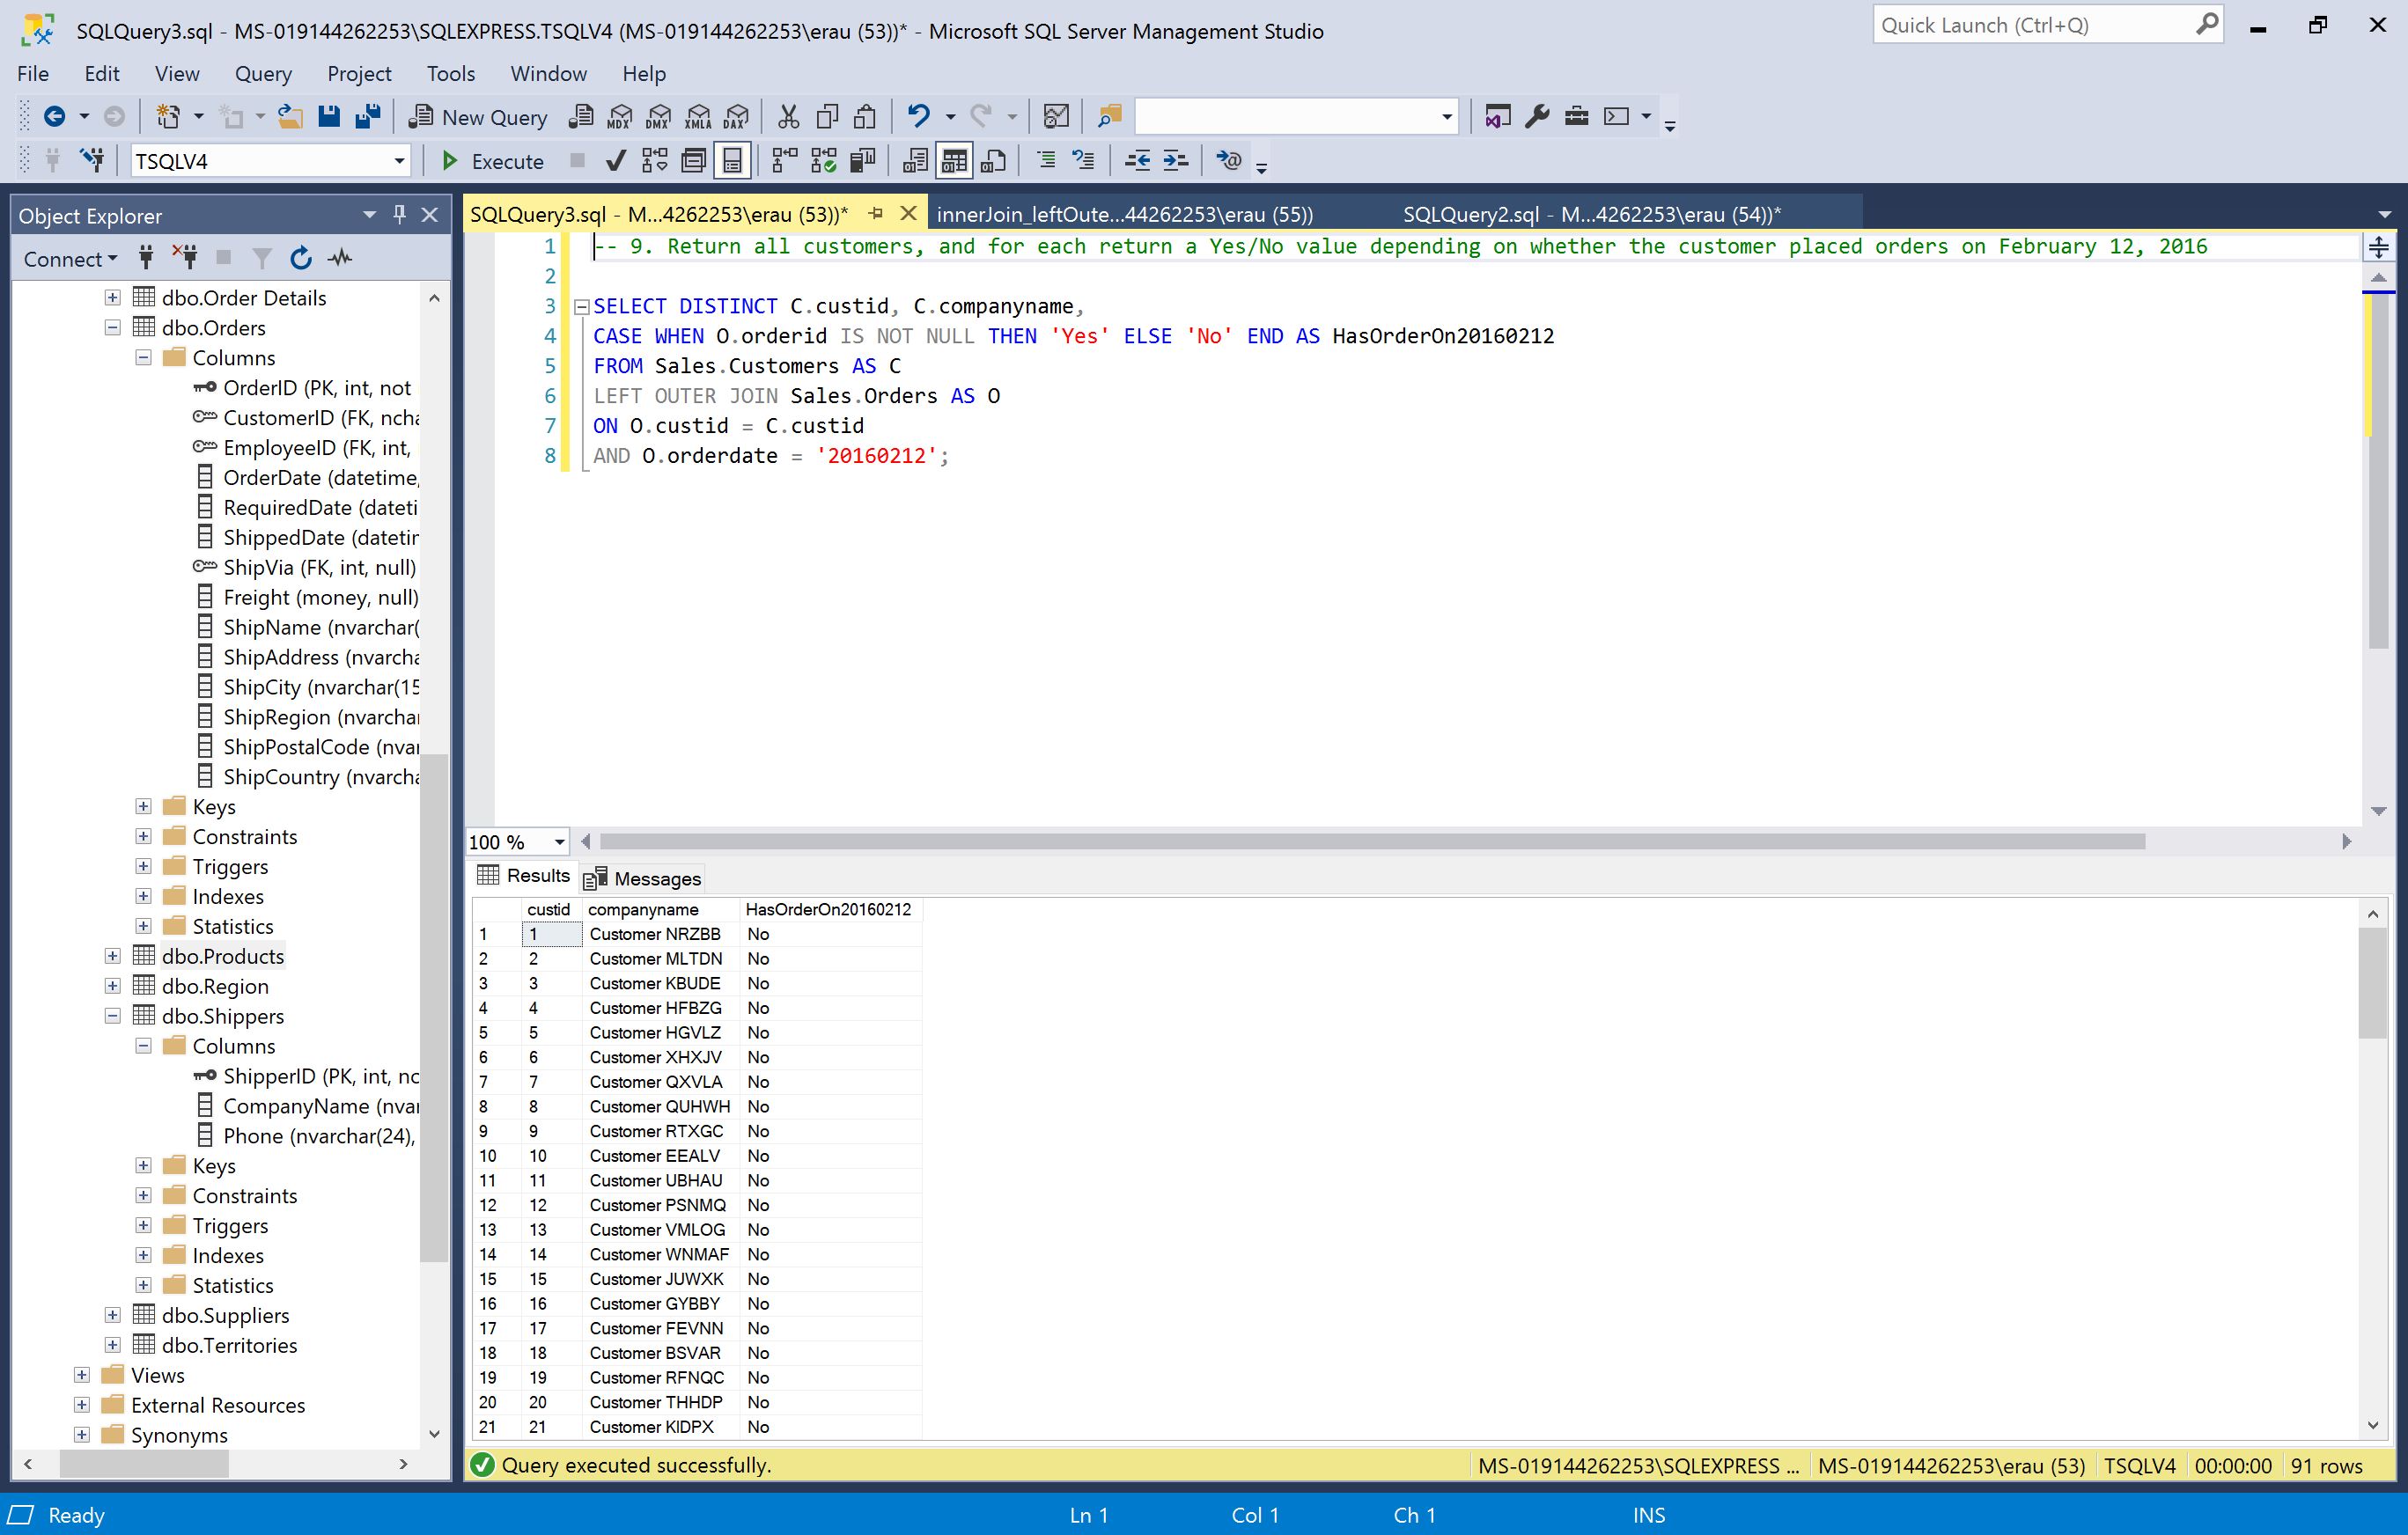 SQLQuery3.sql - MS-019144262253\SQLEXPRESS.TSQLV4 (MS-019144262253\erau (53))* - Microsoft SQL Server Management Studio
Quick Launch (Ctrl+Q)
File Edit View Query Project Tools Window Help
New Query
MDX DMX XMLA DAX
TSQLV4
Execute
Object Explorer
Connect
dbo.Order Details
dbo.Orders
Columns
OrderID (PK, int, not
CustomerID (FK, ncha
EmployeeID (FK, int,
OrderDate (datetime,
RequiredDate (dateti
ShippedDate (datetin
ShipVia (FK, int, null)
Freight (money, null)
ShipName (nvarchar(
ShipAddress (nvarcha
ShipCity (nvarchar(15
ShipRegion (nvarchar
ShipPostalCode (nvar
ShipCountry (nvarcha
Keys
Constraints
Triggers
Indexes
Statistics
dbo.Products
dbo.Region
dbo.Shippers
Columns
ShipperID (PK, int, no
CompanyName (nvar
Phone (nvarchar(24),
Keys
Constraints
Triggers
Indexes
Statistics
dbo.Suppliers
dbo.Territories
Views
External Resources
Synonyms
SQLQuery3.sql - M...4262253\erau (53))* innerJoin_leftOute...44262253\erau (55)) SQLQuery2.sql - M...4262253\erau (54))*
1 -- 9. Return all customers, and for each return a Yes/No value depending on whether the customer placed orders on February 12, 2016
2
3 SELECT DISTINCT C.custid, C.companyname,
4 CASE WHEN O.orderid IS NOT NULL THEN 'Yes' ELSE 'No' END AS HasOrderOn20160212
5 FROM Sales.Customers AS C
6 LEFT OUTER JOIN Sales.Orders AS O
7 ON O.custid = C.custid
8 AND O.orderdate = '20160212';
100 %
Results Messages
custid companyname HasOrderOn20160212
1 1 Customer NRZBB No
2 2 Customer MLTDN No
3 3 Customer KBUDE No
4 4 Customer HFBZG No
5 5 Customer HGVLZ No
6 6 Customer XHXJV No
7 7 Customer QXVLA No
8 8 Customer QUHWH No
9 9 Customer RTXGC No
10 10 Customer EEALV No
11 11 Customer UBHAU No
12 12 Customer PSNMQ No
13 13 Customer VMLOG No
14 14 Customer WNMAF No
15 15 Customer JUWXK No
16 16 Customer GYBBY No
17 17 Customer FEVNN No
18 18 Customer BSVAR No
19 19 Customer RFNQC No
20 20 Customer THHDP No
21 21 Customer KIDPX No
Query executed successfully. MS-019144262253\SQLEXPRESS ... MS-019144262253\erau (53) TSQLV4 00:00:00 91 rows
Ready Ln 1 Col 1 Ch 1 INS